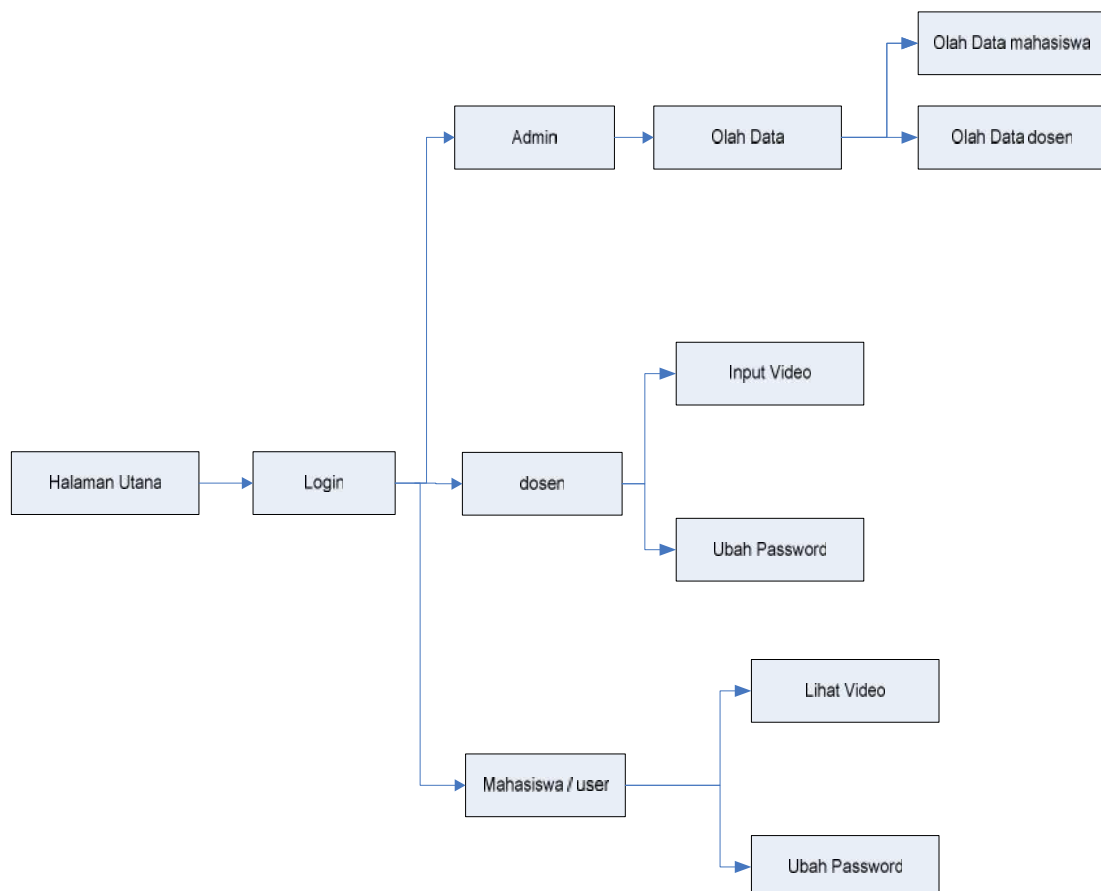 Olah Data mahasiswa
Admin
Olah Data
Olah Data dosen
Input Video
Halaman Utana
Login
dosen
Ubah Password
Lihat Video
Mahasiswa / user
Ubah Password